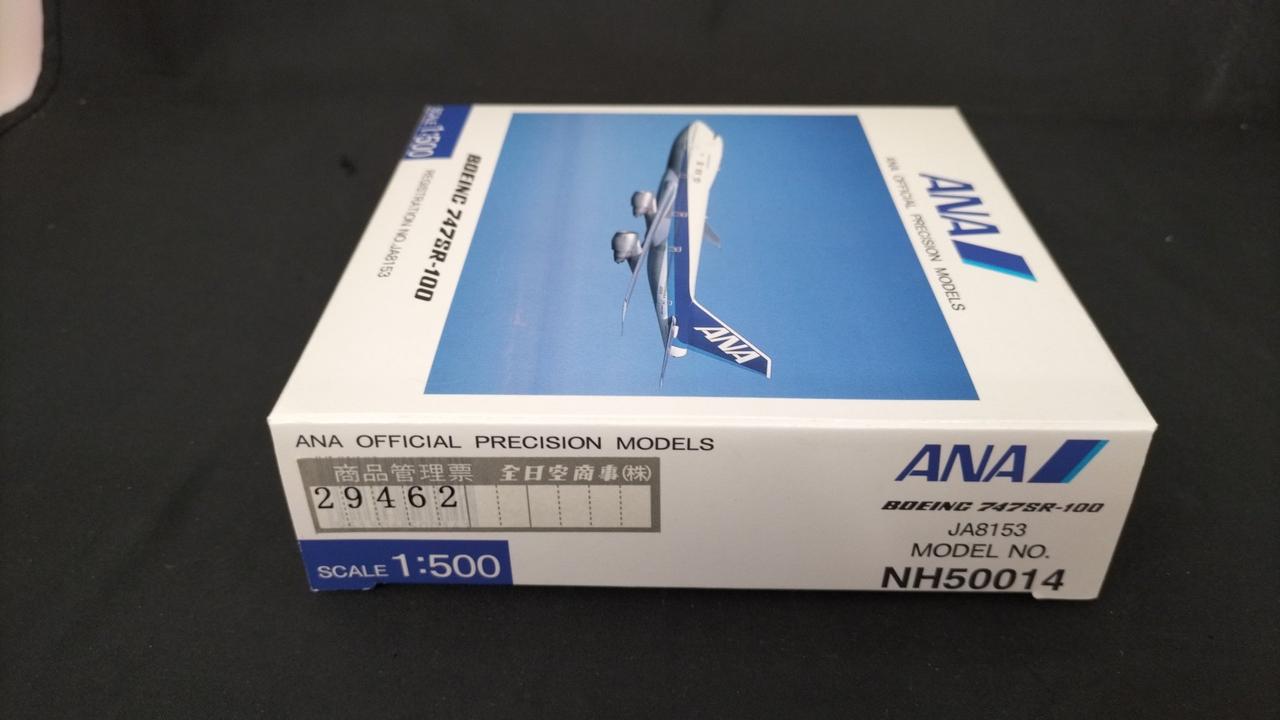 SCALE 1:500
BOEING 747SR-100
REGISTRATION NO.JA8153
ANA
ANA OFFICIAL PRECISION MODELS
ANA
ANA OFFICIAL PRECISION MODELS
商品管理票 全日空商事(株)
29462
SCALE 1:500
ANA
BOEING 747SR-100
JA8153
MODEL NO.
NH50014